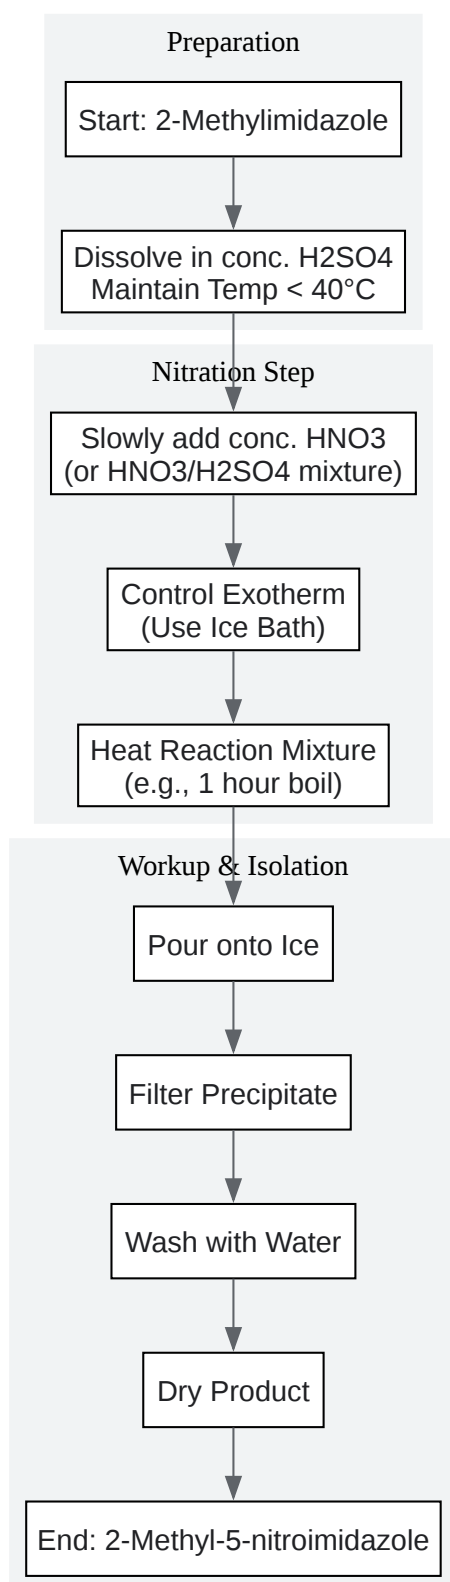 Preparation
Start: 2-Methylimidazole
Dissolve in conc. H2SO4
Maintain Temp < 40°C
Nitration Step
Slowly add conc. HNO3
(or HNO3/H2SO4 mixture)
Control Exotherm
(Use Ice Bath)
Heat Reaction Mixture
(e.g., 1 hour boil)
Workup & Isolation
Pour onto Ice
Filter Precipitate
Wash with Water
Dry Product
End: 2-Methyl-5-nitroimidazole